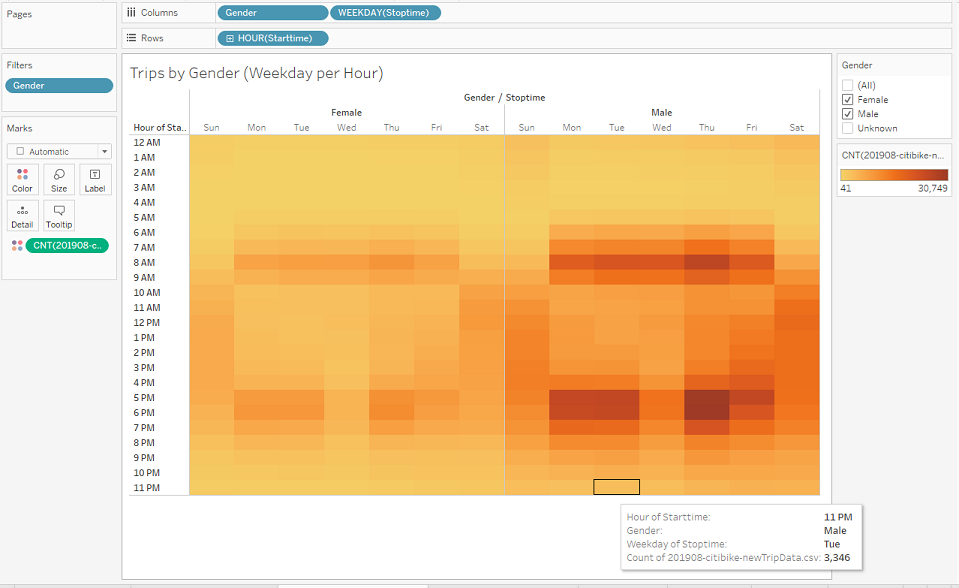 Pages
Columns
Gender
WEEKDAY(Stoptime)
Rows
HOUR(Starttime)
Filters
Gender
Marks
Automatic
Color
Size
Label
Detail
Tooltip
CNT(201908-c..
Trips by Gender (Weekday per Hour)
Gender / Stoptime
Female
Male
Hour of Sta..
Sun
Mon
Tue
Wed
Thu
Fri
Sat
Sun
Mon
Tue
Wed
Thu
Fri
Sat
12 AM
1 AM
2 AM
3 AM
4 AM
5 AM
6 AM
7 AM
8 AM
9 AM
10 AM
11 AM
12 PM
1 PM
2 PM
3 PM
4 PM
5 PM
6 PM
7 PM
8 PM
9 PM
10 PM
11 PM
Hour of Starttime: 11 PM
Gender: Male
Weekday of Stoptime: Tue
Count of 201908-citibike-newTripData.csv: 3,346
Gender
(All)
Female
Male
Unknown
CNT(201908-citibike-n...
41 30,749